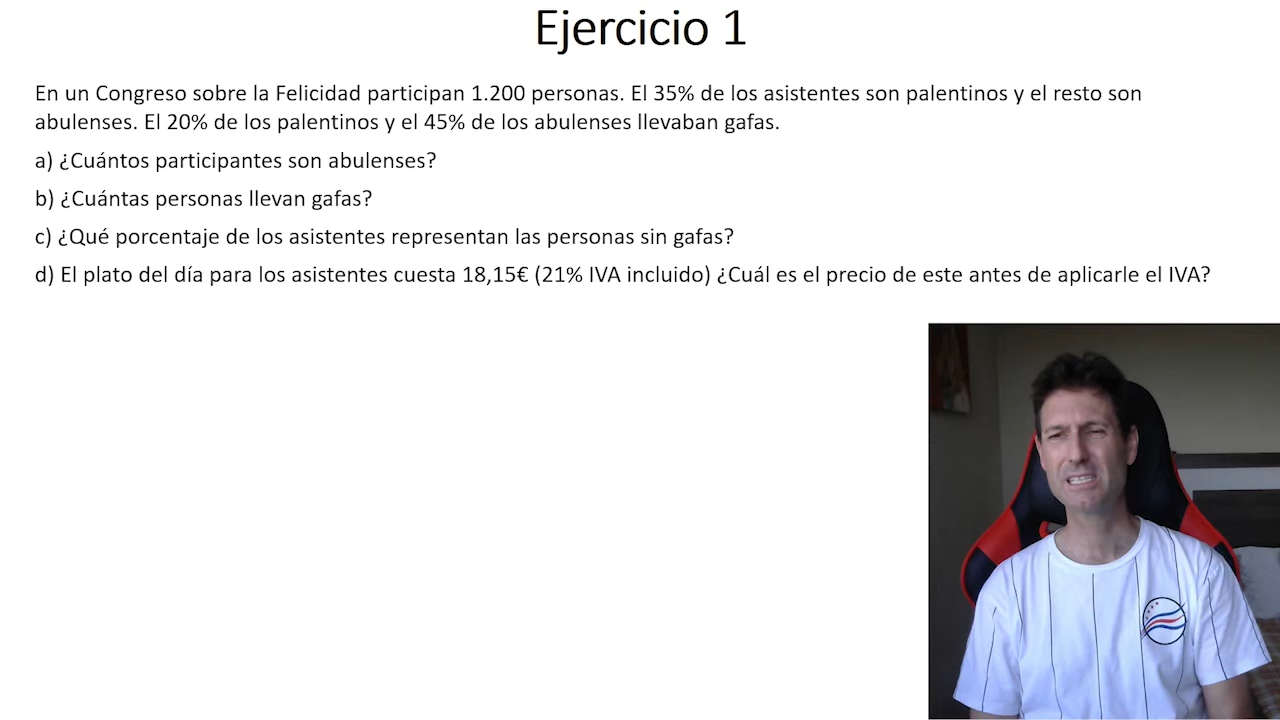 Ejercicio 1
En un Congreso sobre la Felicidad participan 1.200 personas. El 35% de los asistentes son palentinos y el resto son
abulenses. El 20% de los palentinos y el 45% de los abulenses llevaban gafas.
a) ¿Cuántos participantes son abulenses?
b) ¿Cuántas personas llevan gafas?
c) ¿Qué porcentaje de los asistentes representan las personas sin gafas?
d) El plato del día para los asistentes cuesta 18,15€ (21% IVA incluido) ¿Cuál es el precio de este antes de aplicarle el IVA?